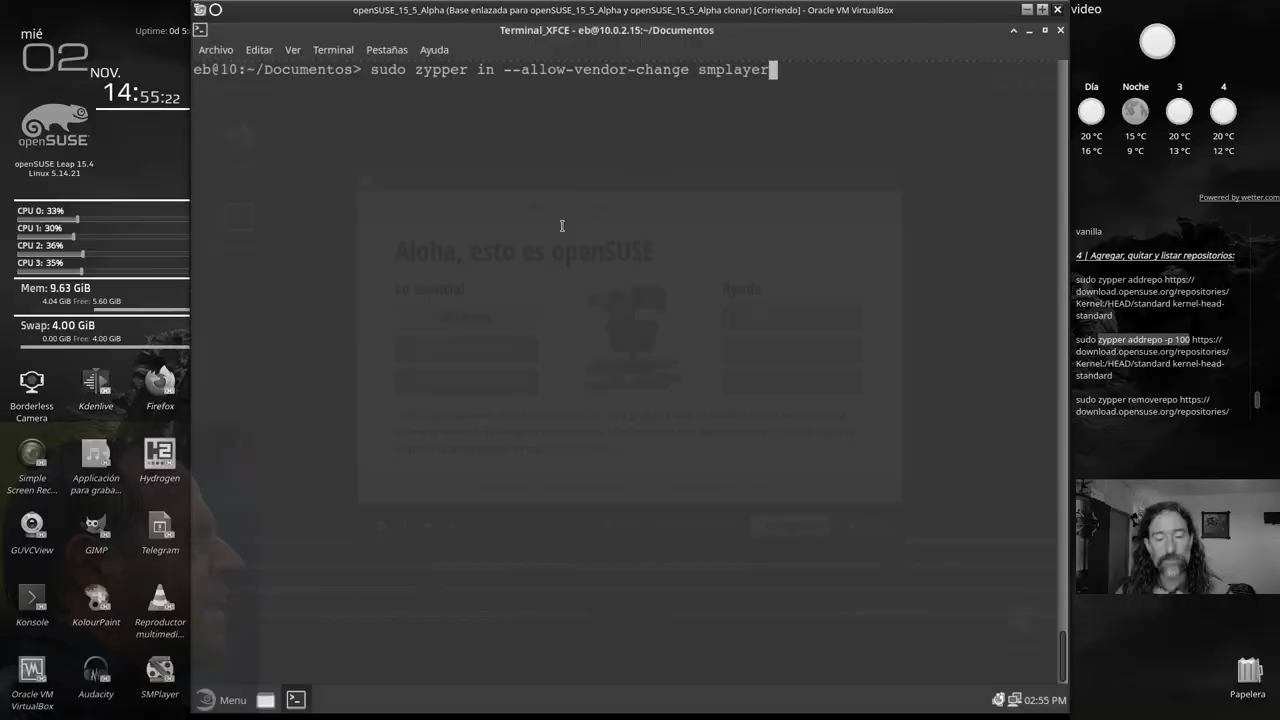 openSUSE_15_5_Alpha (Base enlazada para openSUSE_15_5_Alpha y openSUSE_15_5_Alpha clonar) [Corriendo] - Oracle VM VirtualBox
video
mié
02
NOV.
14:55:22
Uptime: 0d 5:
openSUSE
openSUSE Leap 15.4
Linux 5.14.21
CPU 0: 33%
CPU 1: 30%
CPU 2: 36%
CPU 3: 35%
Mem: 9.63 GiB
4.04 GiB Free: 5.60 GiB
Swap: 4.00 GiB
0.00 GiB Free: 4.00 GiB
Borderless Camera
Kdenlive
Firefox
Simple Screen Rec...
Aplicación para graba...
Hydrogen
GUVCView
GIMP
Telegram
Konsole
KolourPaint
Reproductor multimedi...
Oracle VM VirtualBox
Audacity
SMPlayer
Terminal_XFCE - eb@10.0.2.15:~/Documentos
Archivo Editar Ver Terminal Pestañas Ayuda
eb@10:~/Documentos> sudo zypper in --allow-vendor-change smplayer
Aloha, esto es openSUSE
Lo esencial
Ayuda
Menu
02:55 PM
Día Noche 3 4
20 °C 15 °C 20 °C 20 °C
16 °C 9 °C 13 °C 12 °C
Powered by wetter.com
vanilla
4 | Agregar, quitar y listar repositorios:
sudo zypper addrepo https://
download.opensuse.org/repositories/
Kernel:/HEAD/standard kernel-head-
standard
sudo zypper addrepo -p 100 https://
download.opensuse.org/repositories/
Kernel:/HEAD/standard kernel-head-
standard
sudo zypper removerepo https://
download.opensuse.org/repositories/
Papelera